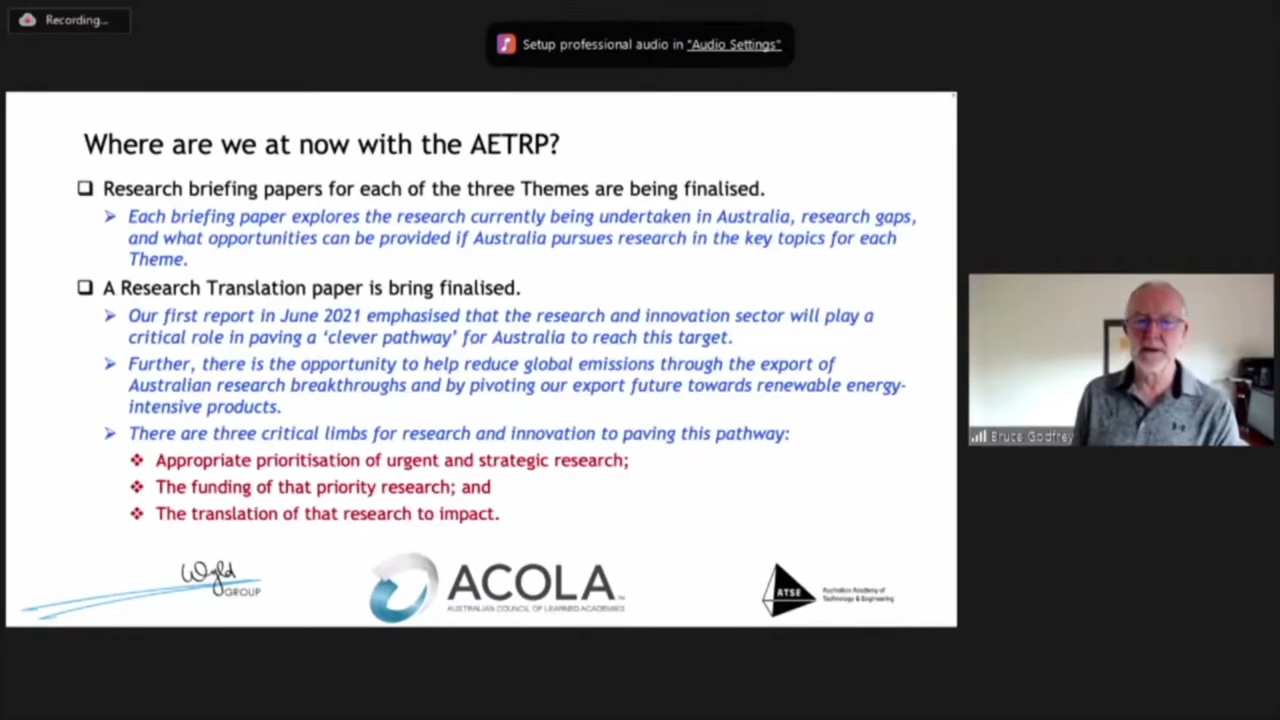 Recording...
Setup professional audio in "Audio Settings"
Where are we at now with the AETRP?
Research briefing papers for each of the three Themes are being finalised.
Each briefing paper explores the research currently being undertaken in Australia, research gaps,
and what opportunities can be provided if Australia pursues research in the key topics for each
Theme.
A Research Translation paper is bring finalised.
Our first report in June 2021 emphasised that the research and innovation sector will play a
critical role in paving a ‘clever pathway’ for Australia to reach this target.
Further, there is the opportunity to help reduce global emissions through the export of
Australian research breakthroughs and by pivoting our export future towards renewable energy-
intensive products.
There are three critical limbs for research and innovation to paving this pathway:
Appropriate prioritisation of urgent and strategic research;
The funding of that priority research; and
The translation of that research to impact.
Wyld
GROUP
ACOLA
AUSTRALIAN COUNCIL OF LEARNED ACADEMIES
ATSE
Australian Academy of
Technology & Engineering
Bruce Godfrey